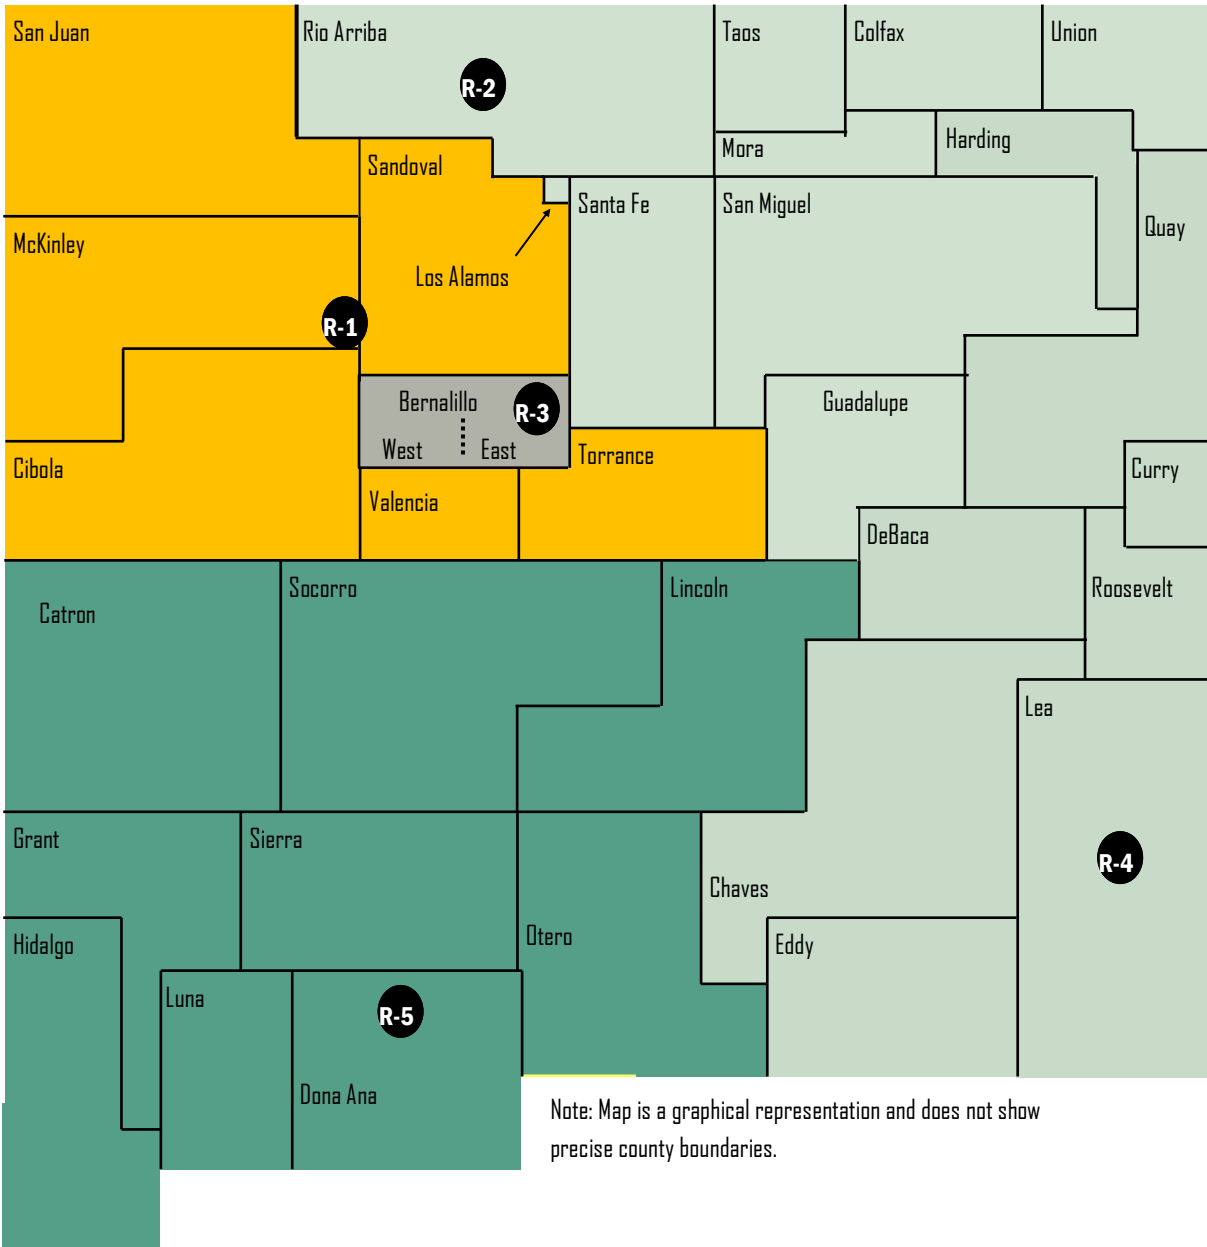 San Juan
Rio Arriba
Taos
Colfax
Union
R-2
Mora
Harding
Sandoval
Santa Fe
San Miguel
Quay
McKinley
Los Alamos
R-1
Bernalillo
R-3
Guadalupe
West
East
Torrance
Cibola
Curry
Valencia
DeBaca
Socorro
Lincoln
Roosevelt
Catron
Lea
Grant
Sierra
R-4
Chaves
Otero
Hidalgo
Eddy
Luna
R-5
Dona Ana
Note: Map is a graphical representation and does not show
precise county boundaries.